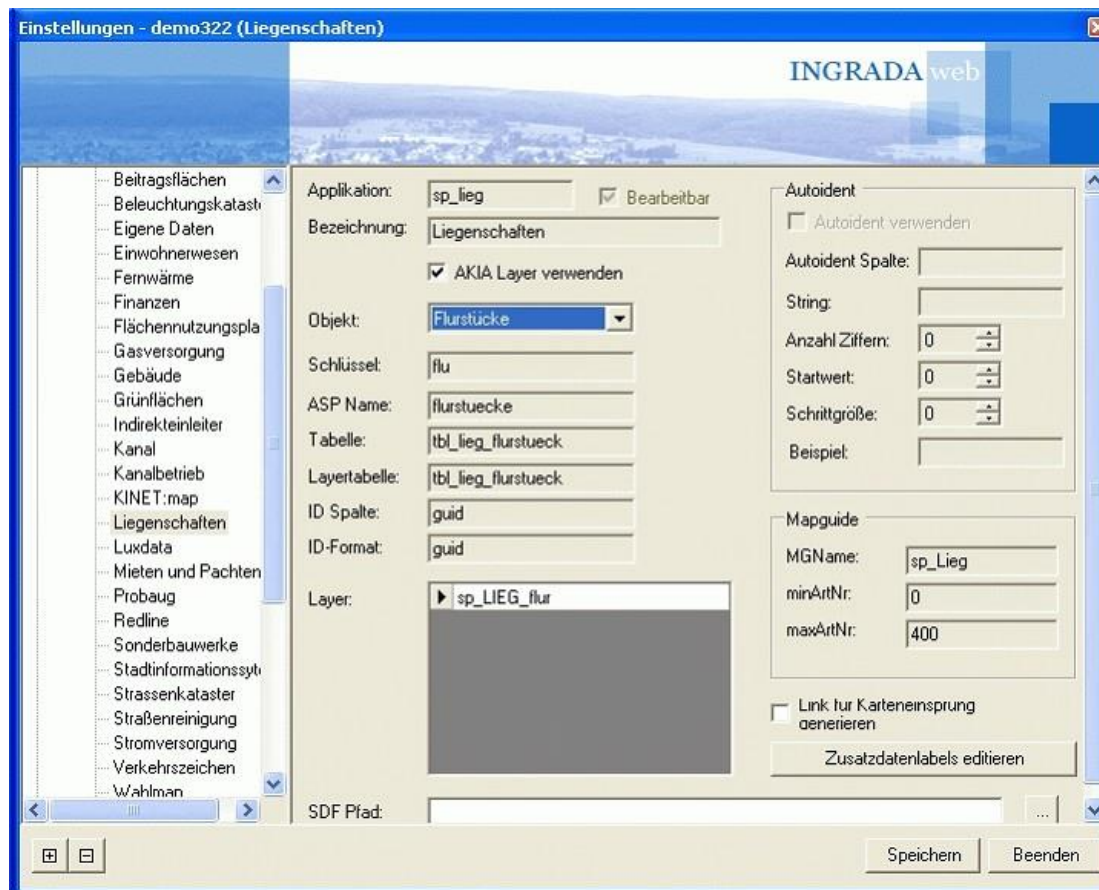 Einstellungen - demo322 (Liegenschaften)
INGRADA web
Beitragsflächen
Beleuchtungskatast
Eigene Daten
Einwohnerwesen
Fernwärme
Finanzen
Flächennutzungspla
Gasversorgung
Gebäude
Grünflächen
Indirekteinleiter
Kanal
Kanalbetrieb
KINET:map
Liegenschaften
Luxdata
Mieten und Pachten
Probaug
Redline
Sonderbauwerke
Stadtinformationssyt
Strassenkataster
Straßenreinigung
Stromversorgung
Verkehrszeichen
Wahlman
Applikation: sp_lieg Bearbeitbar
Bezeichnung: Liegenschaften
AKIA Layer verwenden
Objekt: Flurstücke
Schlüssel: flu
ASP Name: flurstuecke
Tabelle: tbl_lieg_flurstueck
Layertabelle: tbl_lieg_flurstueck
ID Spalte: guid
ID-Format: guid
Layer: sp_LIEG_flur
SDF Pfad: ...
Autoident
Autoident verwenden
Autoident Spalte:
String:
Anzahl Ziffern: 0
Startwert: 0
Schrittgröße: 0
Beispiel:
Mapguide
MGName: sp_Lieg
minArtNr: 0
maxArtNr: 400
Link für Karteneinsprung
generieren
Zusatzdatenlabels editieren
Speichern Beenden